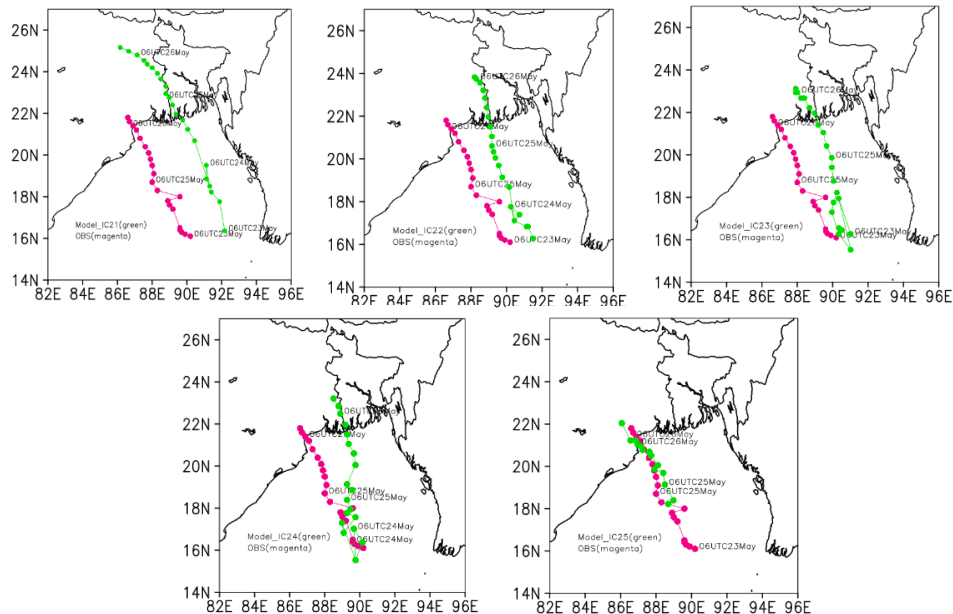 26N
06UTC26May
24N
06UTC25May
22N
20N
06UTC24May
06UTC25May
18N
Model_IC21(green)
OBS(magenta)
06UTC23May
06UTC23May
16N
14N
82E 84E 86E 88E 90E 92E 94E 96E
26N
24N
06UTC26May
22N
20N
06UTC25May
06UTC25May
18N
06UTC24May
Model_IC22(green)
OBS(magenta)
06UTC23May
16N
14N
82E 84E 86E 88E 90E 92E 94E 96E
26N
24N
06UTC26May
22N
20N
06UTC25May
06UTC25May
18N
06UTC24May
Model_IC23(green)
OBS(magenta)
06UTC23May
06UTC23May
16N
14N
82E 84E 86E 88E 90E 92E 94E 96E
26N
24N
22N
20N
06UTC25May
06UTC25May
18N
06UTC24May
Model_IC24(green)
OBS(magenta)
06UTC24May
16N
14N
82E 84E 86E 88E 90E 92E 94E 96E
26N
24N
22N
06UTC26May
20N
06UTC25May
06UTC25May
18N
Model_IC25(green)
OBS(magenta)
06UTC23May
16N
14N
82E 84E 86E 88E 90E 92E 94E 96E